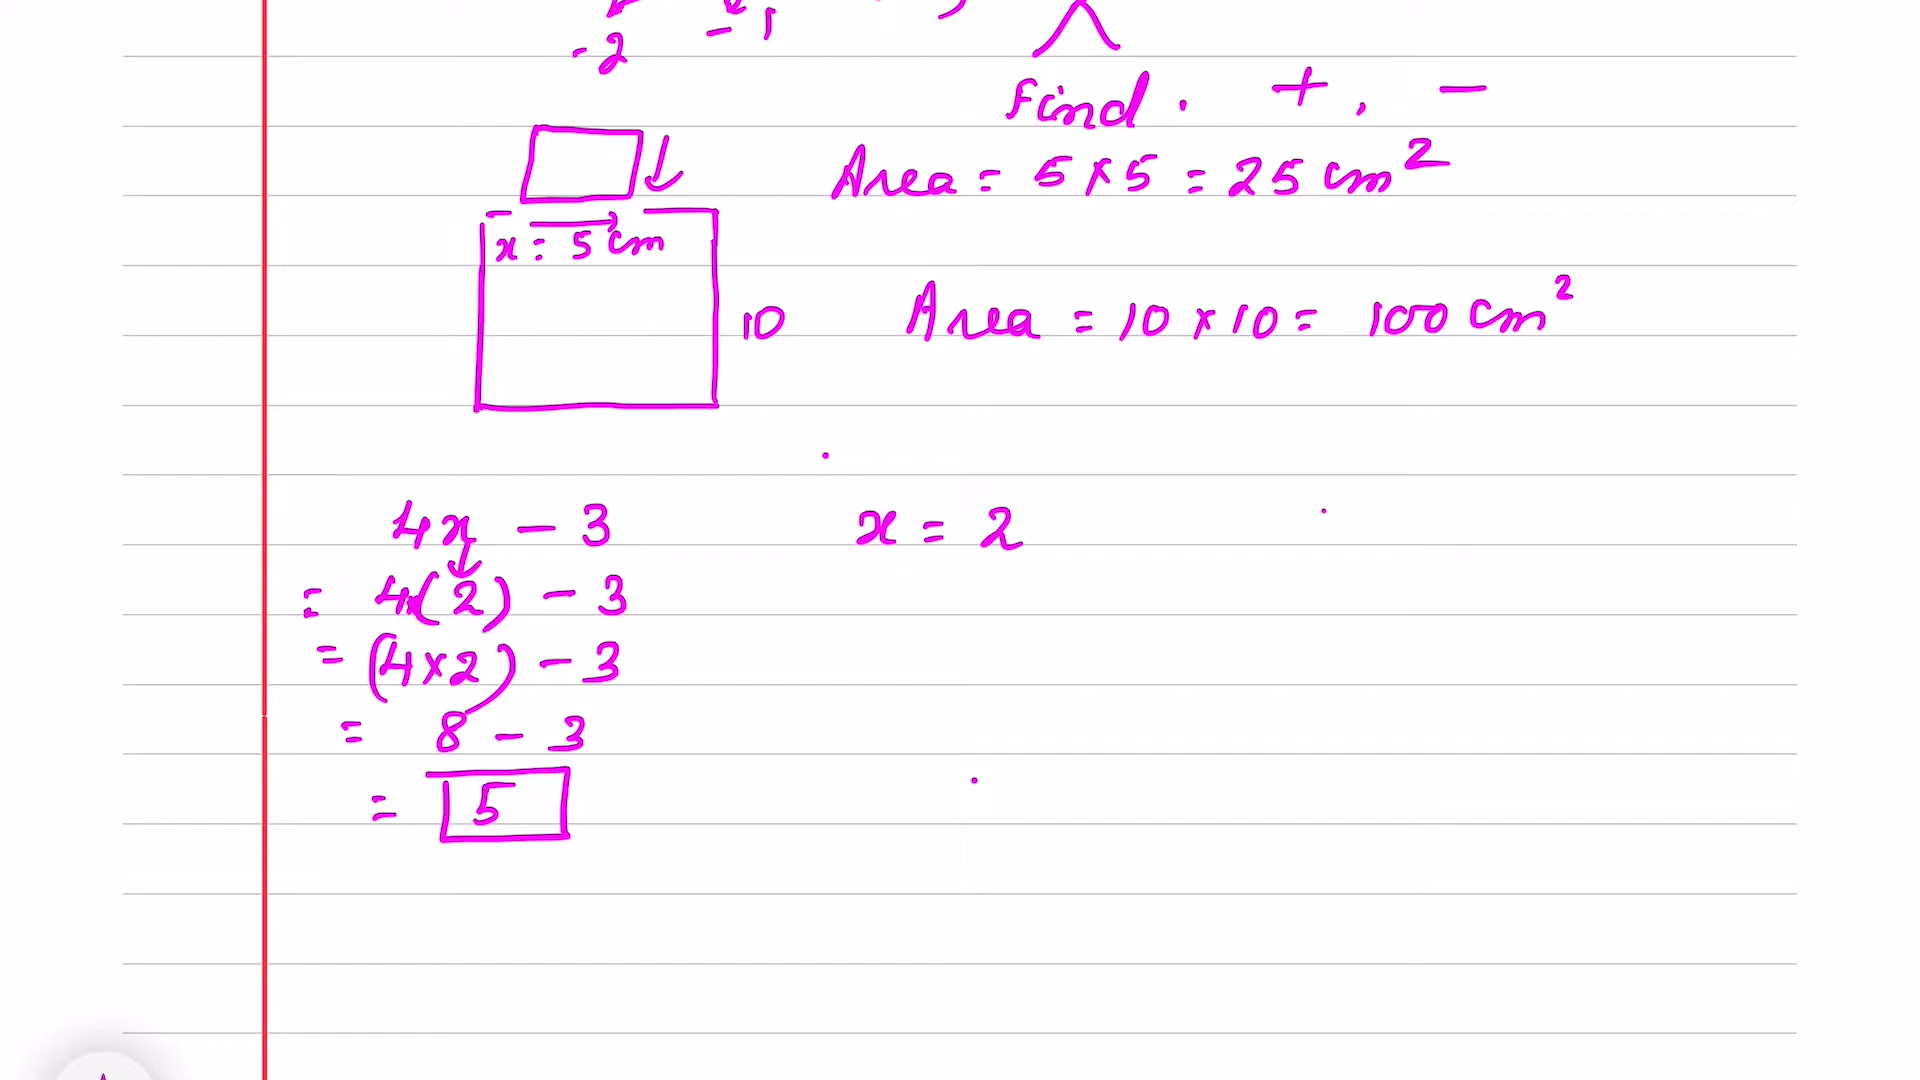 -2 - 1
Find. +, -
Area = 5 × 5 = 25 cm²
x = 5 cm
10 Area = 10 × 10 = 100 cm²
4x - 3 x = 2
= 4(2) - 3
= (4×2) - 3
= 8 - 3
= 5